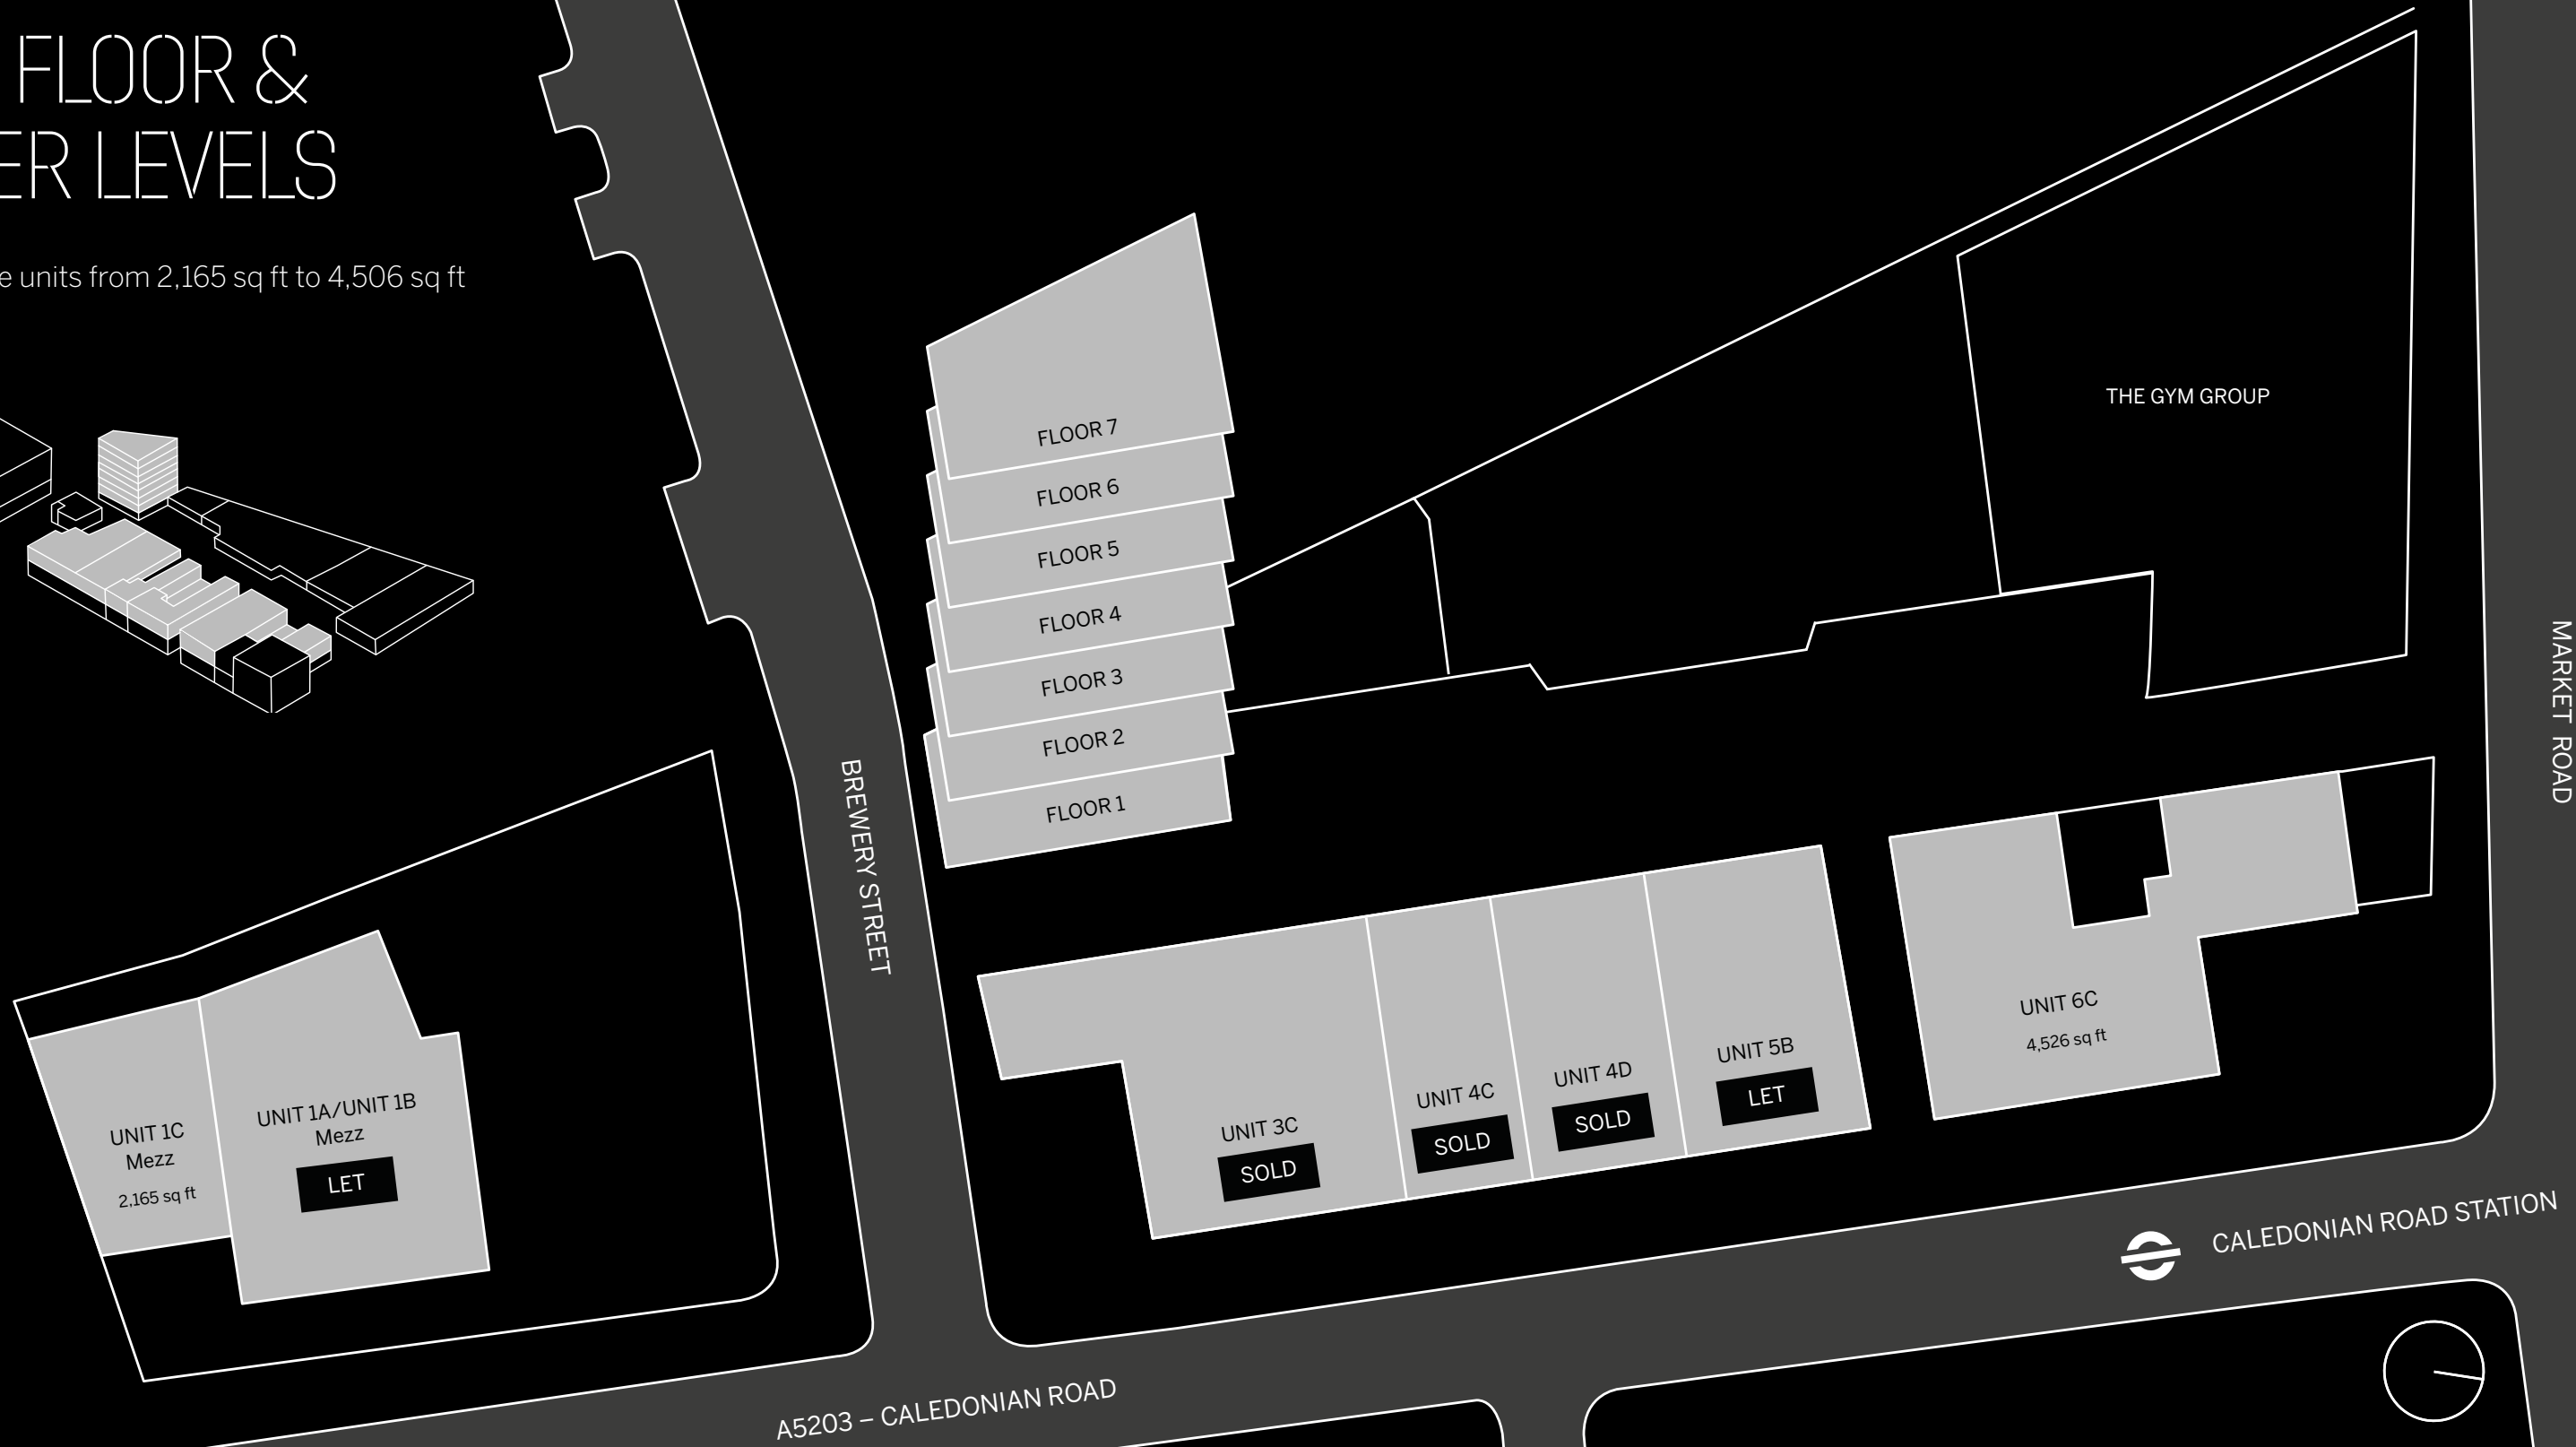 FLOOR &
ER LEVELS
e units from 2,165 sq ft to 4,506 sq ft
THE GYM GROUP
FLOOR 7
FLOOR 6
FLOOR 5
FLOOR 4
FLOOR 3
FLOOR 2
FLOOR 1
MARKET ROAD
BREWERY STREET
UNIT 6C
4,526 sq ft
UNIT 5B
LET
UNIT 4D
SOLD
UNIT 4C
SOLD
UNIT 3C
SOLD
UNIT 1A/UNIT 1B
Mezz
LET
UNIT 1C
Mezz
2,165 sq ft
CALEDONIAN ROAD STATION
A5203 – CALEDONIAN ROAD